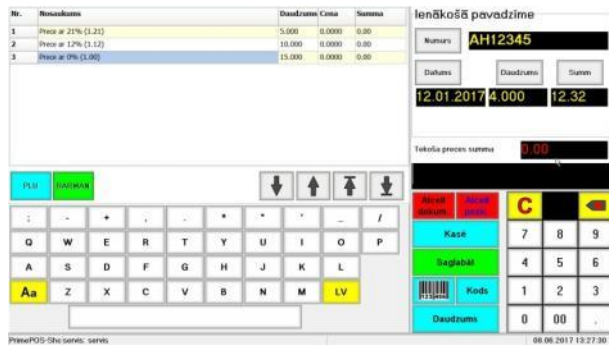 Nr. Nosaukums Daudzums Cena Summa
1 Prece ar 21% (1.21) 5.000 0.0000 0.00
2 Prece ar 12% (1.12) 10.000 0.0000 0.00
3 Prece ar 0% (1.00) 15.000 0.0000 0.00
Ienākošā pavadzīme
Numurs AH12345
Datums Daudzums Summ
12.01.2017 4.000 12.32
Tekoša preces summa 0.00
PLU BARMAN
Atcelt dokum. Atcelt pozic. C
; - + , . * " ' _ /
Q W E R T Y U I O P
A S D F G H J K L
Aa Z X C V B N M LV
Kasē 7 8 9
Saglabāt 4 5 6
123456 Kods 1 2 3
Daudzums 0 00 .
PrimePOS-Shc servis: servis 08.06.2017 13:27:30